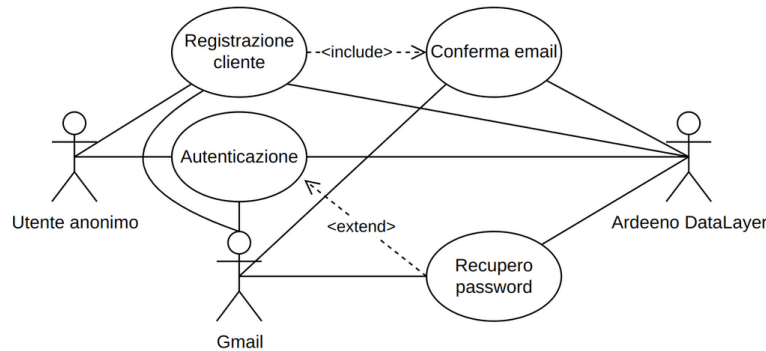 Registrazione
cliente
<include>
Conferma email
Autenticazione
Utente anonimo
Ardeeno DataLayer
<extend>
Recupero
password
Gmail